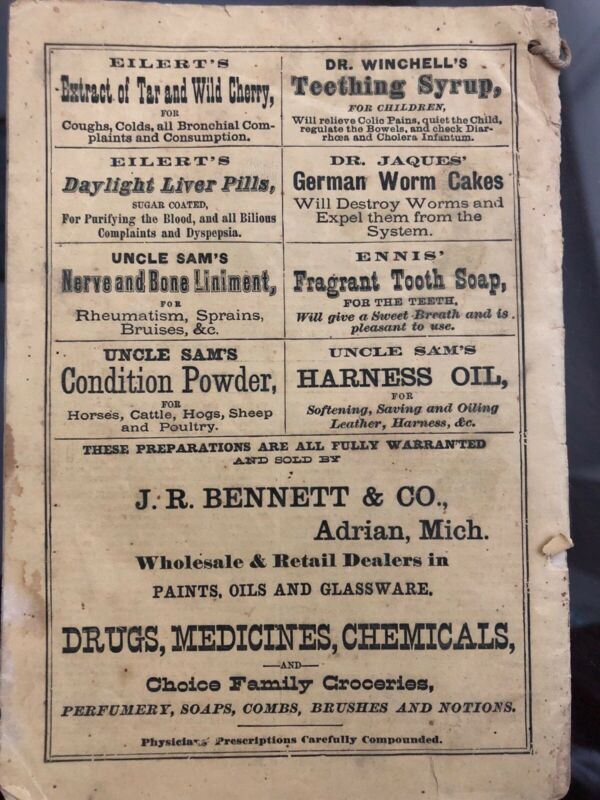 EILERT'S
Extract of Tar and Wild Cherry,
FOR
Coughs, Colds, all Bronchial Com-
plaints and Consumption.
DR. WINCHELL'S
Teething Syrup,
FOR CHILDREN,
Will relieve Colic Pains, quiet the Child,
regulate the Bowels, and check Diar-
rhœa and Cholera Infantum.
EILERT'S
Daylight Liver Pills,
SUGAR COATED,
For Purifying the Blood, and all Bilious
Complaints and Dyspepsia.
DR. JAQUES'
German Worm Cakes
Will Destroy Worms and
Expel them from the
System.
UNCLE SAM'S
Nerve and Bone Liniment,
FOR
Rheumatism, Sprains,
Bruises, &c.
ENNIS'
Fragrant Tooth Soap,
FOR THE TEETH,
Will give a Sweet Breath and is
pleasant to use.
UNCLE SAM'S
Condition Powder,
FOR
Horses, Cattle, Hogs, Sheep
and Poultry.
UNCLE SAM'S
HARNESS OIL,
FOR
Softening, Saving and Oiling
Leather, Harness, &c.
THESE PREPARATIONS ARE ALL FULLY WARRANTED
AND SOLD BY
J. R. BENNETT & CO.,
Adrian, Mich.
Wholesale & Retail Dealers in
PAINTS, OILS AND GLASSWARE,
DRUGS, MEDICINES, CHEMICALS,
—AND—
Choice Family Groceries,
PERFUMERY, SOAPS, COMBS, BRUSHES AND NOTIONS.
Physicians' Prescriptions Carefully Compounded.